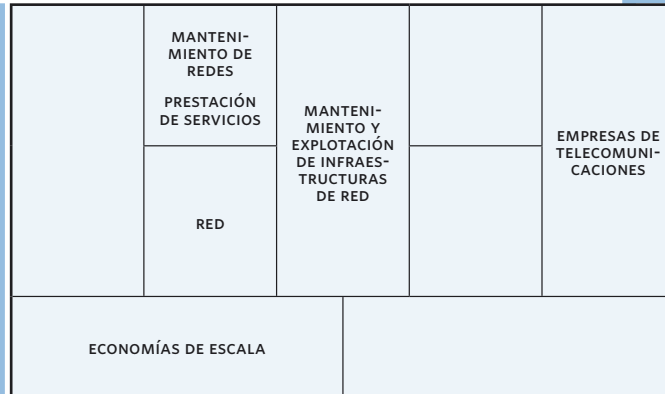 MANTENI-
MIENTO DE
REDES
PRESTACIÓN
DE SERVICIOS
RED
MANTENI-
MIENTO Y
EXPLOTACIÓN
DE INFRAES-
TRUCTURAS
DE RED
EMPRESAS DE
TELECOMUNI-
CACIONES
ECONOMÍAS DE ESCALA